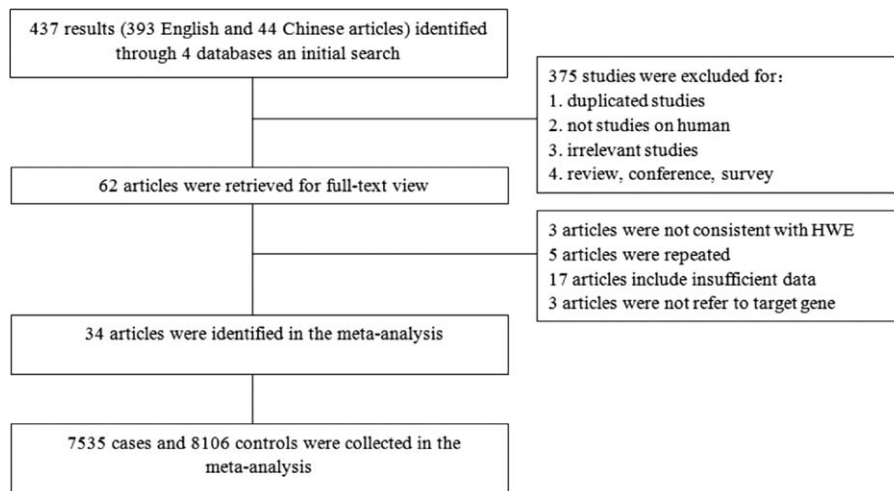 437 results (393 English and 44 Chinese articles) identified
through 4 databases an initial search
375 studies were excluded for：
1. duplicated studies
2. not studies on human
3. irrelevant studies
4. review, conference, survey
62 articles were retrieved for full-text view
3 articles were not consistent with HWE
5 articles were repeated
17 articles include insufficient data
3 articles were not refer to target gene
34 articles were identified in the meta-analysis
7535 cases and 8106 controls were collected in the
meta-analysis